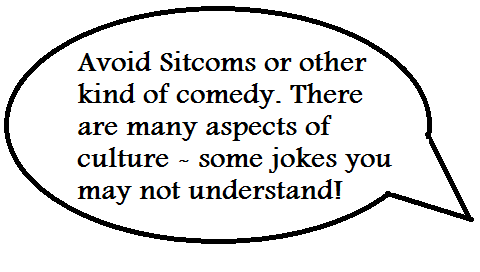 Avoid Sitcoms or other
kind of comedy. There
are many aspects of
culture - some jokes you
may not understand!